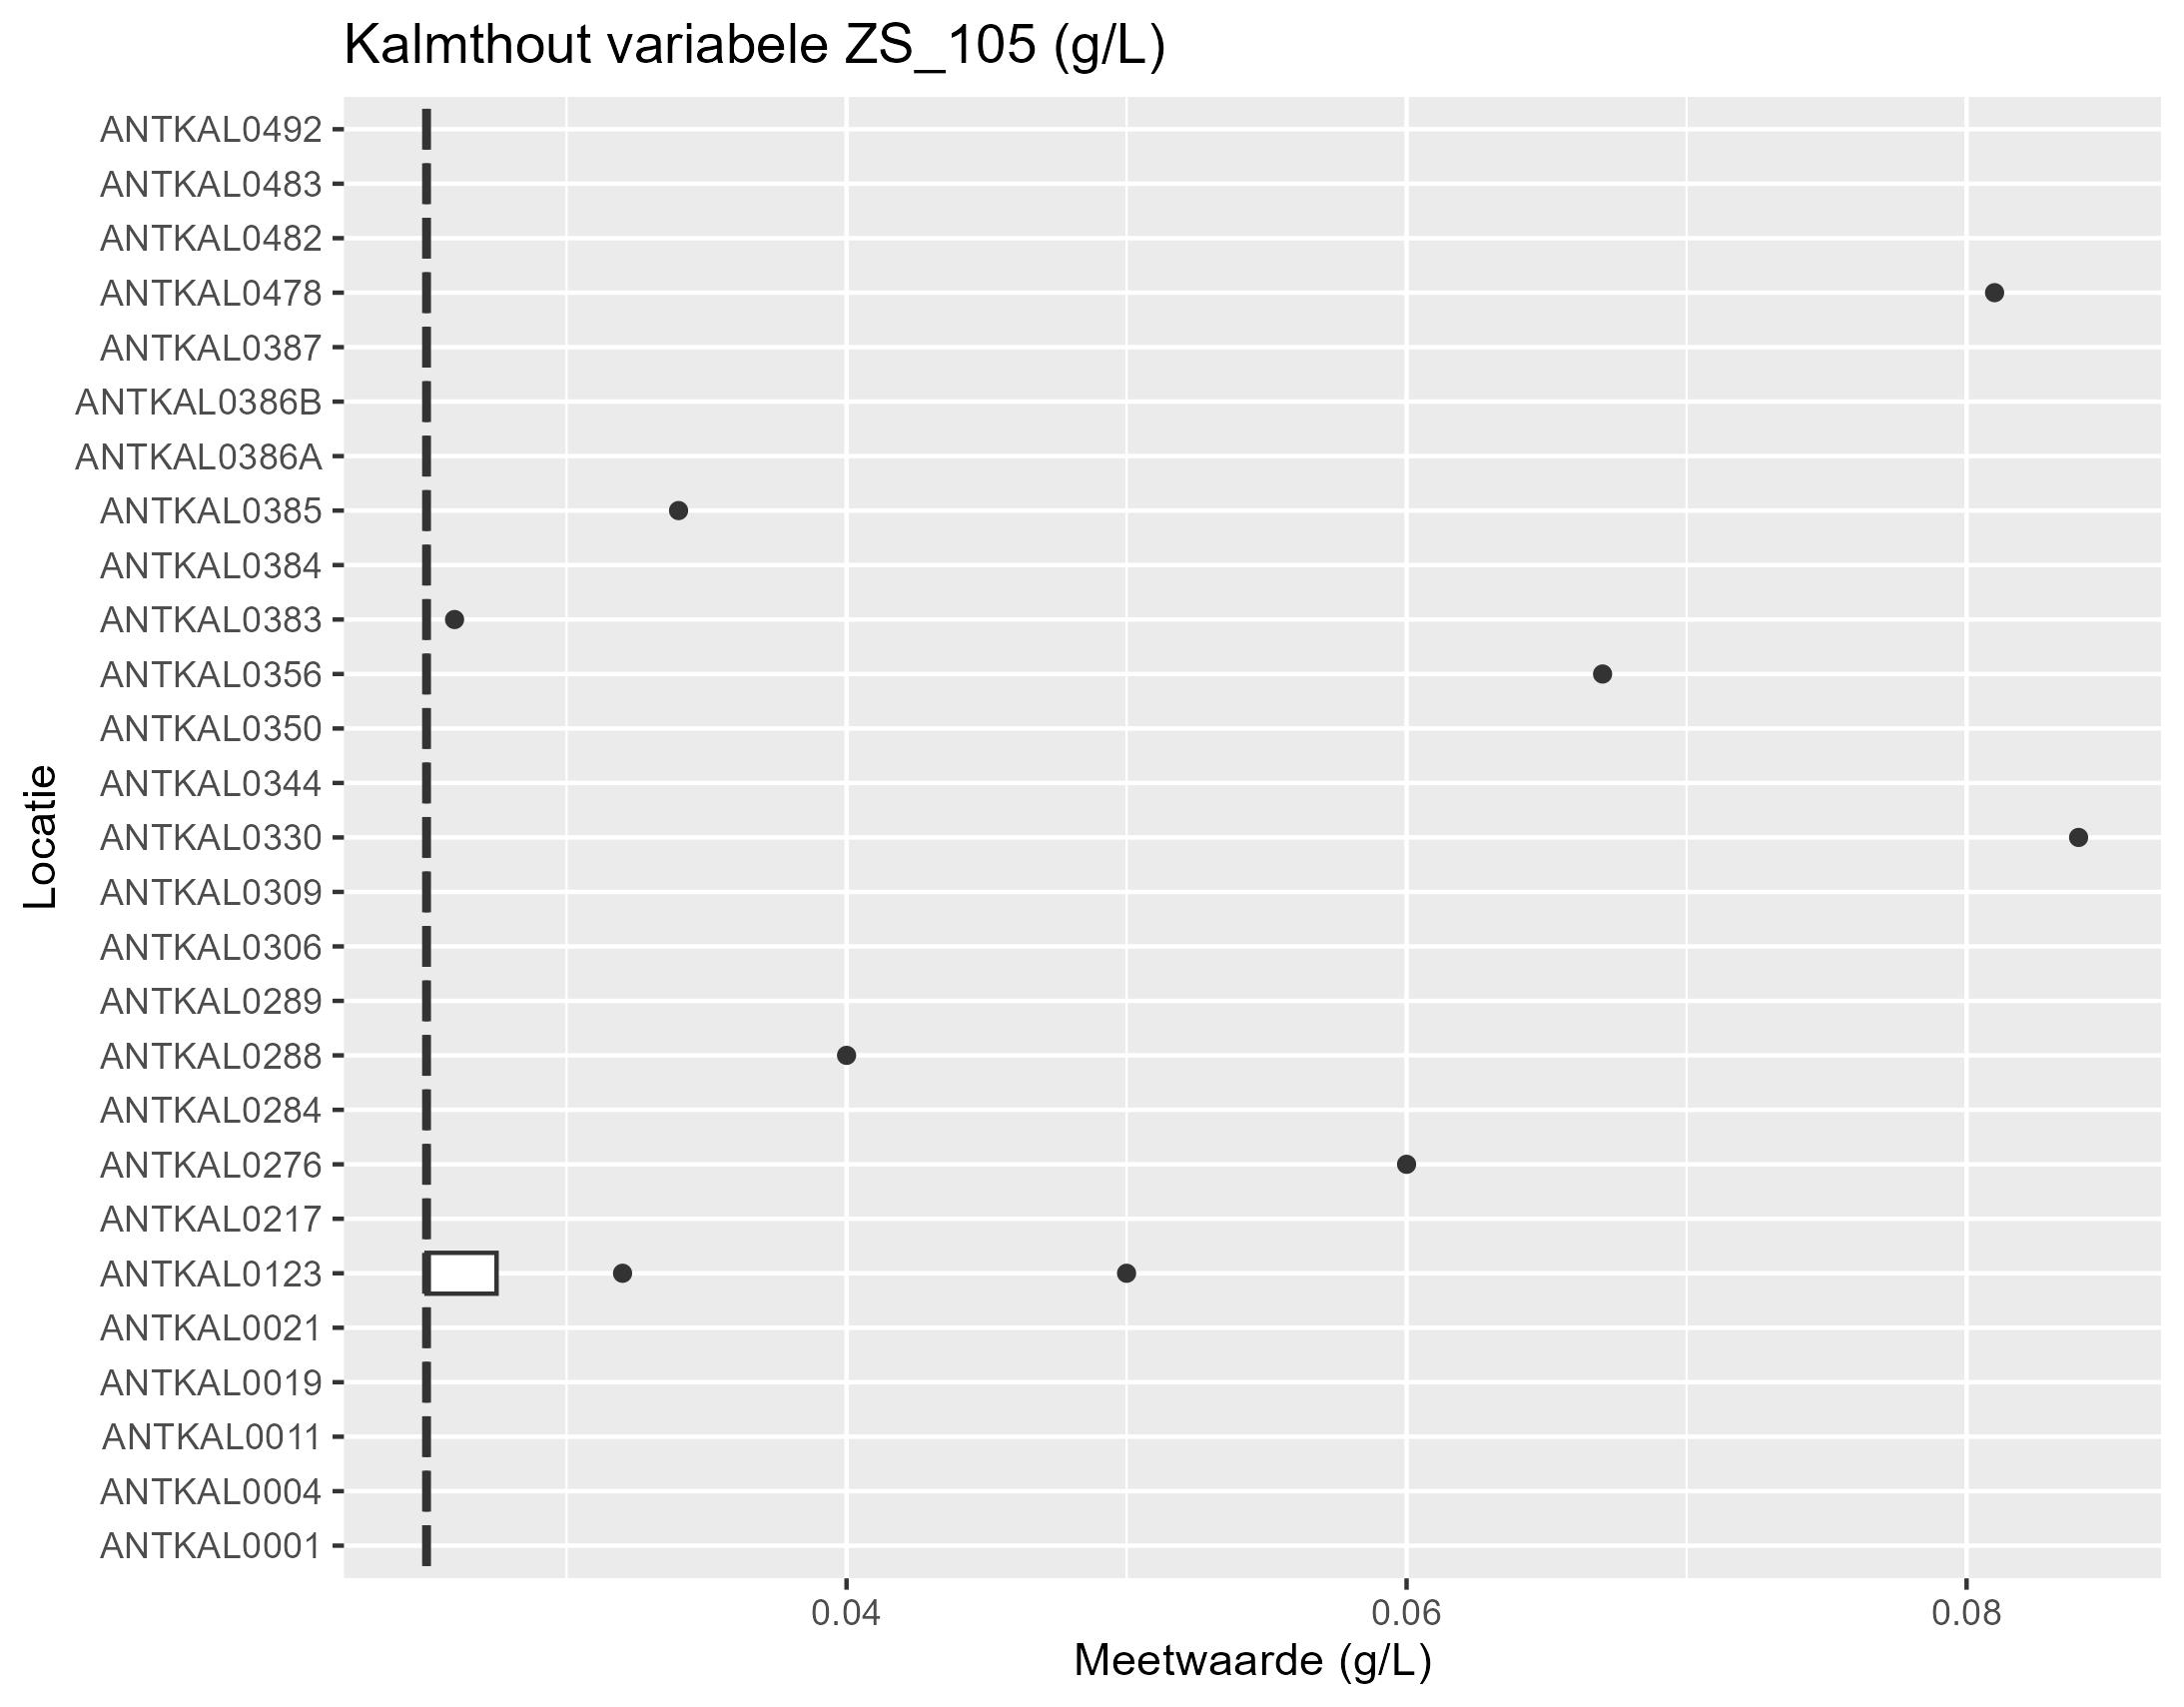 Kalmthout variabele ZS_105 (g/L)
ANTKAL0492
ANTKAL0483
ANTKAL0482
ANTKAL0478
ANTKAL0387
ANTKAL0386B
ANTKAL0386A
ANTKAL0385
ANTKAL0384
ANTKAL0383
ANTKAL0356
ANTKAL0350
ANTKAL0344
ANTKAL0330
ANTKAL0309
ANTKAL0306
ANTKAL0289
ANTKAL0288
ANTKAL0284
ANTKAL0276
ANTKAL0217
ANTKAL0123
ANTKAL0021
ANTKAL0019
ANTKAL0011
ANTKAL0004
ANTKAL0001
Locatie
0.04 0.06 0.08
Meetwaarde (g/L)